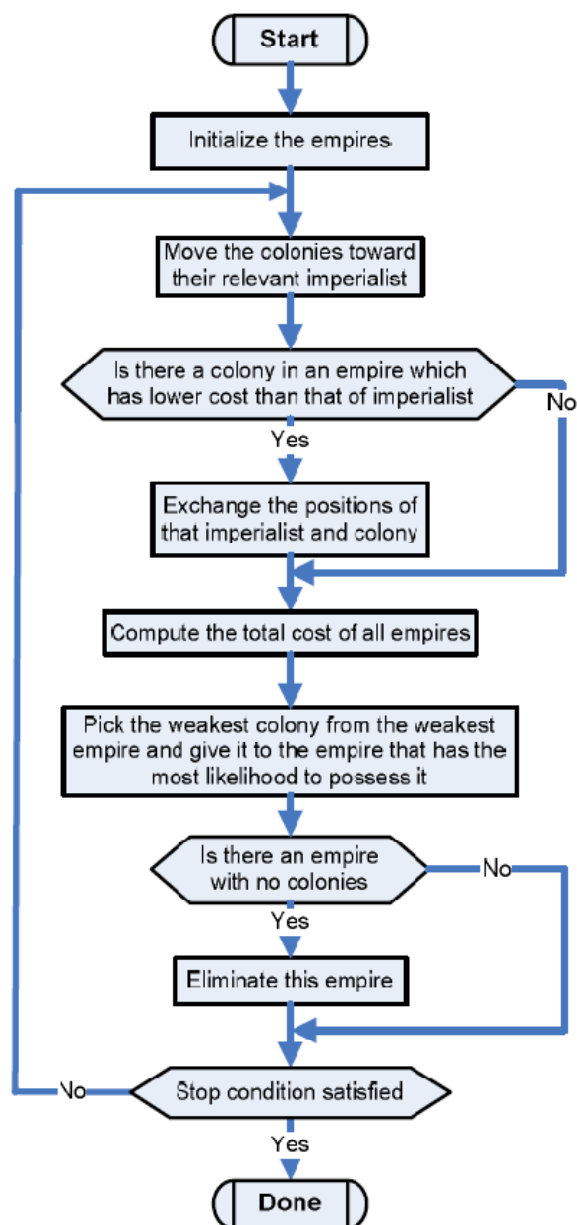 Start
Initialize the empires
Move the colonies toward
their relevant imperialist
Is there a colony in an empire which
has lower cost than that of imperialist
No
Yes
Exchange the positions of
that imperialist and colony
Compute the total cost of all empires
Pick the weakest colony from the weakest
empire and give it to the empire that has the
most likelihood to possess it
Is there an empire
with no colonies
No
Yes
Eliminate this empire
Stop condition satisfied
No
Yes
Done